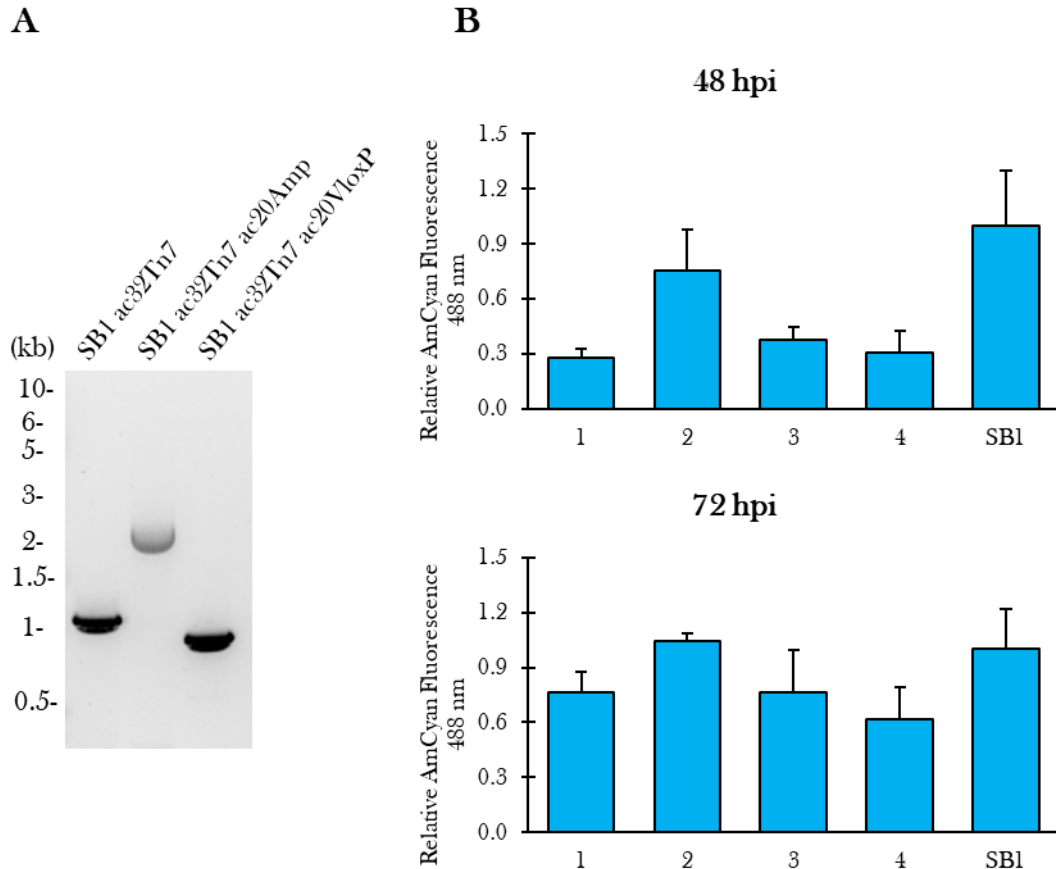 A
SB1 ac32Tn7
SB1 ac32Tn7 ac20Amp
SB1 ac32Tn7 ac20VloxP
(kb)
10-
6-
5-
3-
2-
1.5-
1-
0.5-
B
48 hpi
Relative AmCyan Fluorescence
488 nm
1.5
1.2
0.9
0.6
0.3
0.0
1 2 3 4 SB1
72 hpi
Relative AmCyan Fluorescence
488 nm
1.5
1.2
0.9
0.6
0.3
0.0
1 2 3 4 SB1